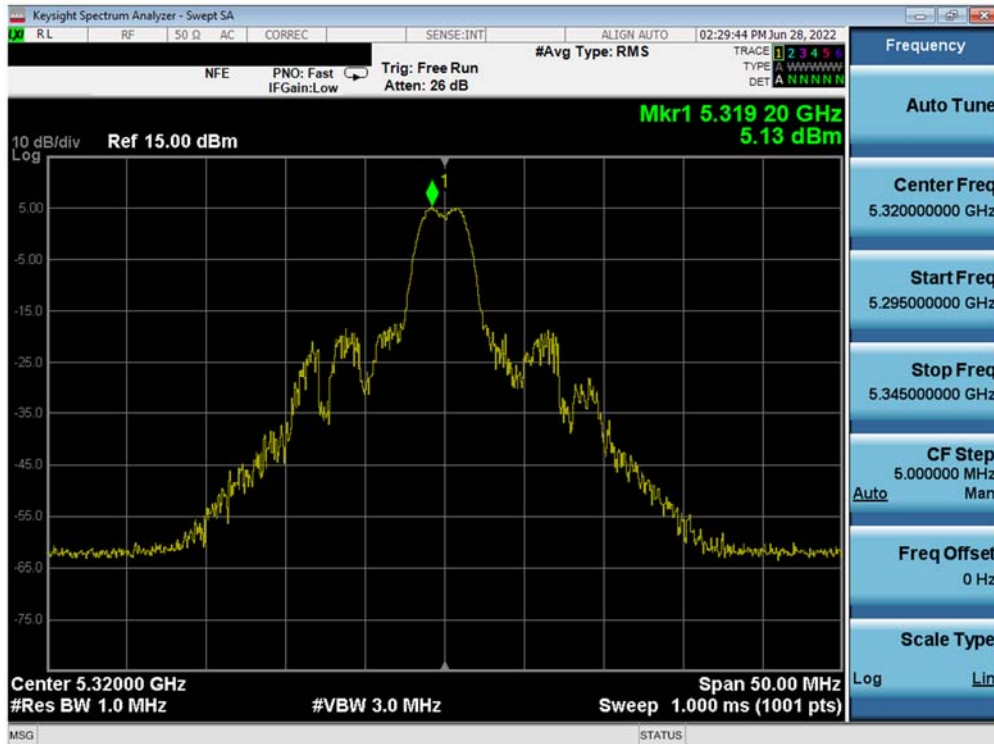 Keysight Spectrum Analyzer - Swept SA
LXI RL RF 50 Ω AC CORREC SENSE:INT ALIGN AUTO 02:29:44 PM Jun 28, 2022
#Avg Type: RMS
TRACE 1 2 3 4 5 6
NFE PNO: Fast Trig: Free Run TYPE A W W W W W
IFGain:Low Atten: 26 dB DET A N N N N N
Mkr1 5.319 20 GHz
5.13 dBm
10 dB/div Ref 15.00 dBm
Log
1
5.00
-5.00
-15.0
-25.0
-35.0
-45.0
-55.0
-65.0
-75.0
Center 5.32000 GHz Span 50.00 MHz
#Res BW 1.0 MHz #VBW 3.0 MHz Sweep 1.000 ms (1001 pts)
MSG STATUS
Frequency
Auto Tune
Center Freq
5.320000000 GHz
Start Freq
5.295000000 GHz
Stop Freq
5.345000000 GHz
CF Step
5.000000 MHz
Auto Man
Freq Offset
0 Hz
Scale Type
Log Lin